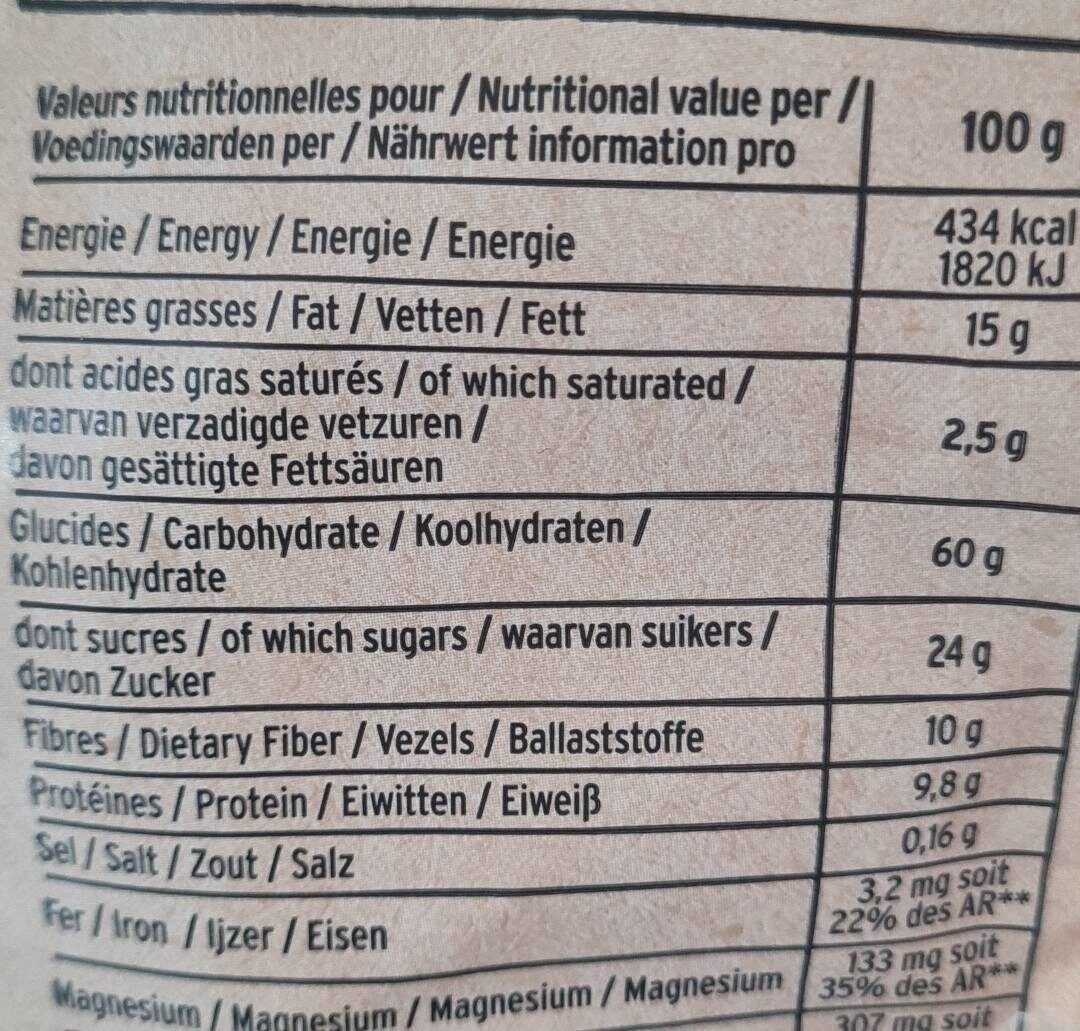 Valeurs nutritionnelles pour / Nutritional value per /
Voedingswaarden per / Nährwert information pro
100 g
Energie / Energy / Energie / Energie
434 kcal
1820 kJ
Matières grasses / Fat / Vetten / Fett
15 g
dont acides gras saturés / of which saturated /
waarvan verzadigde vetzuren /
davon gesättigte Fettsäuren
2,5 g
Glucides / Carbohydrate / Koolhydraten /
Kohlenhydrate
60 g
dont sucres / of which sugars / waarvan suikers /
davon Zucker
24 g
Fibres / Dietary Fiber / Vezels / Ballaststoffe
10 g
Protéines / Protein / Eiwitten / Eiweiß
9,8 g
Sel / Salt / Zout / Salz
0,16 g
Fer / Iron / Ijzer / Eisen
3,2 mg soit
22% des AR**
Magnesium / Magnesium / Magnesium / Magnesium
133 mg soit
35% des AR**
307 mg soit